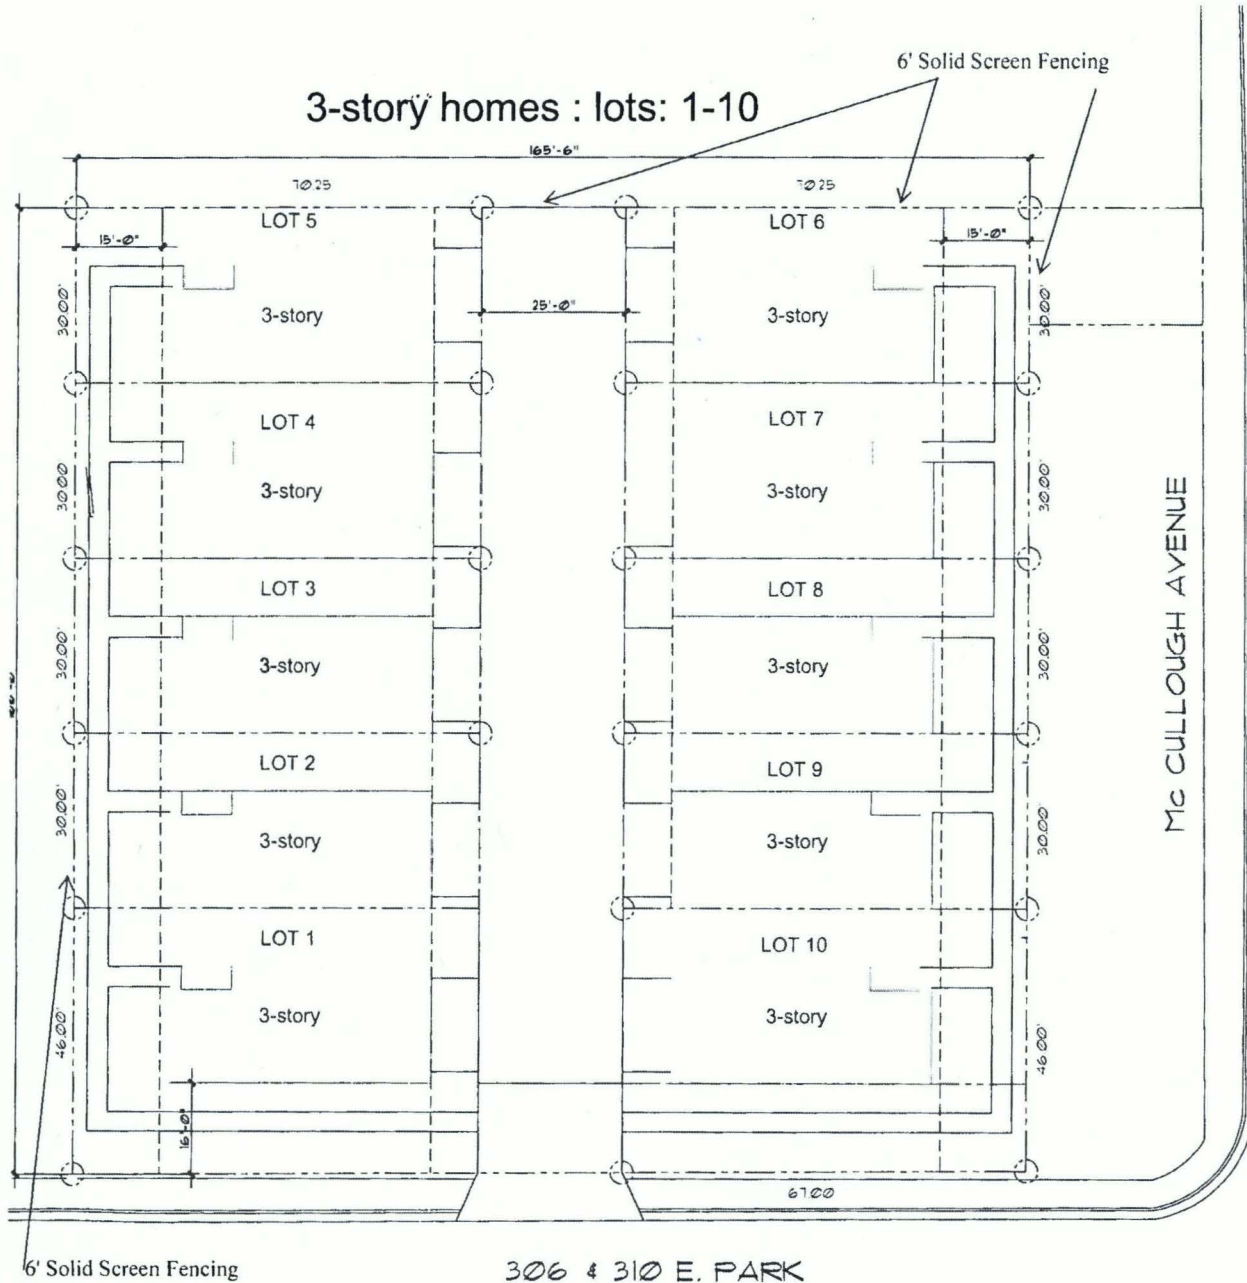 6' Solid Screen Fencing
3-story homes : lots: 1-10
165'-6"
70.25 70.25
LOT 5 LOT 6
15'-0" 15'-0"
30.00' 25'-0" 30.00'
3-story 3-story
LOT 4 LOT 7
30.00' 3-story 3-story 30.00'
LOT 3 LOT 8
30.00' 3-story 3-story 30.00'
Mc CULLOUGH AVENUE
LOT 2 LOT 9
30.00' 3-story 3-story 30.00'
LOT 1 LOT 10
46.00' 3-story 3-story 46.00'
16'-0"
67.00
6' Solid Screen Fencing
306 & 310 E. PARK